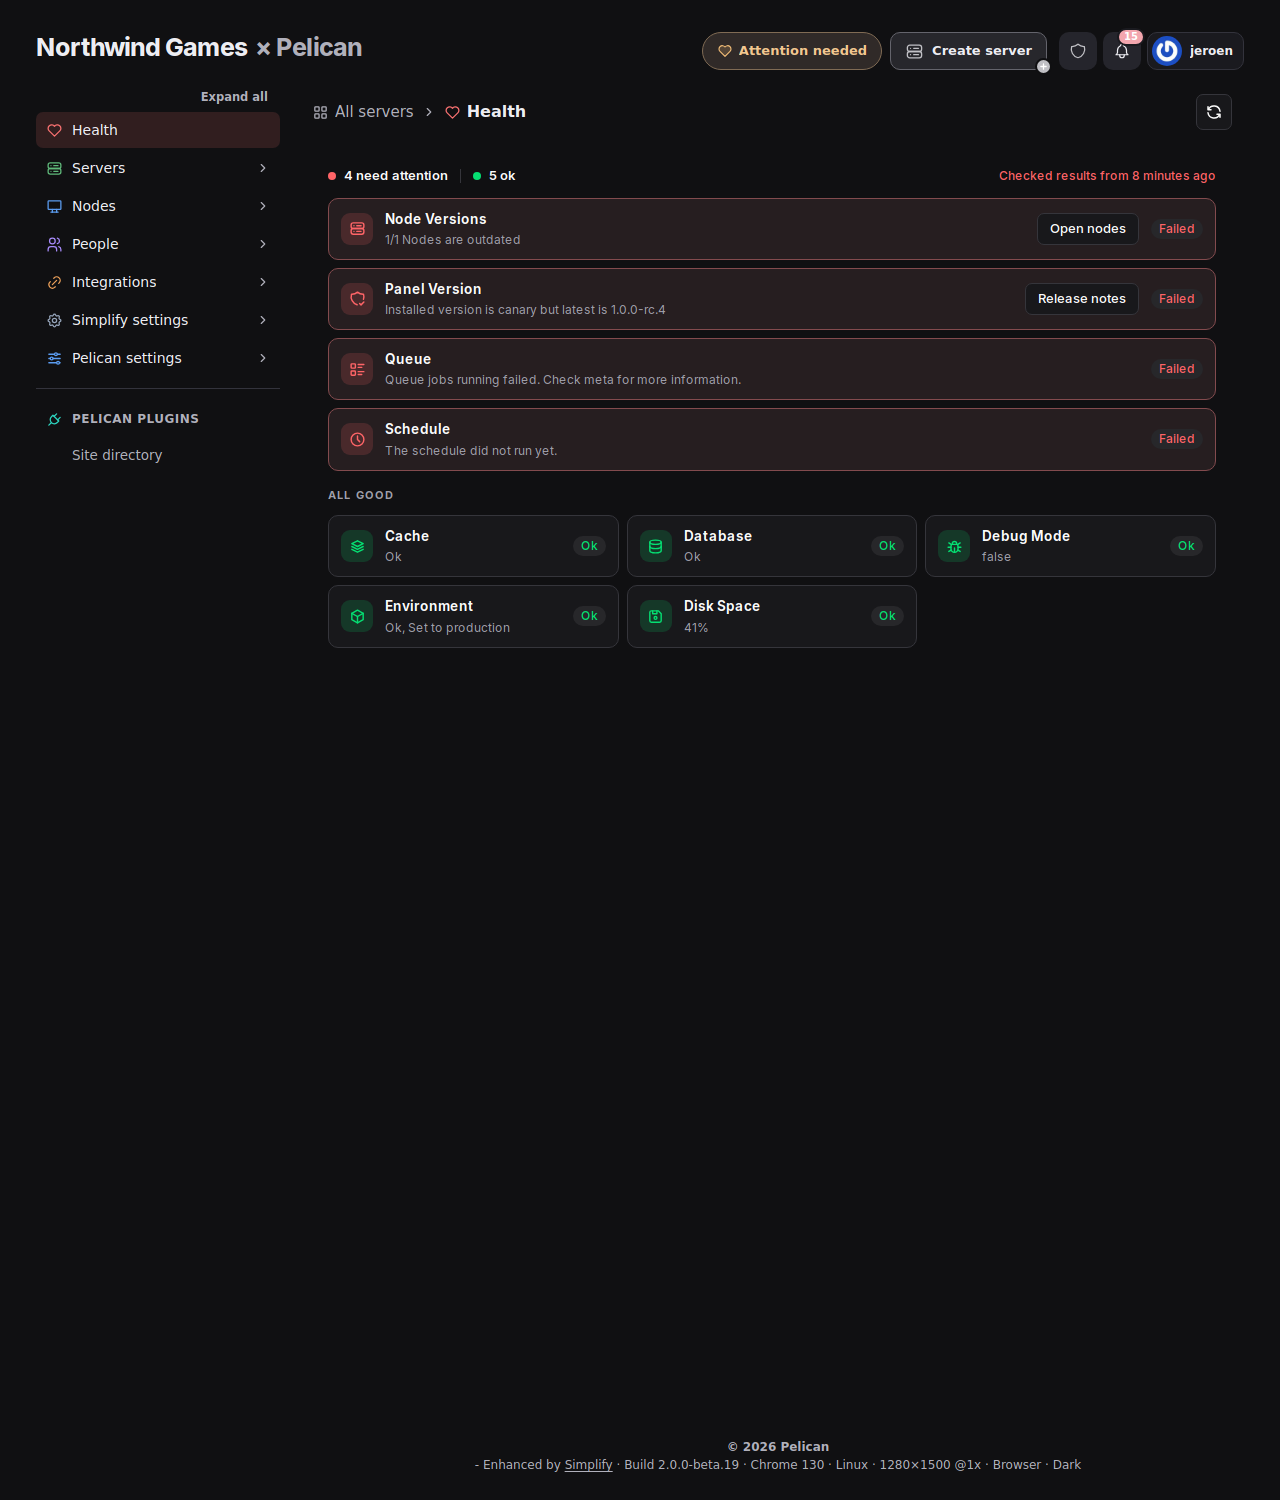 Northwind Games × Pelican
Attention needed
Create server
15
jeroen
Expand all
Health
Servers
Nodes
People
Integrations
Simplify settings
Pelican settings
PELICAN PLUGINS
Site directory
All servers > Health
4 need attention
5 ok
Checked results from 8 minutes ago
Node Versions
1/1 Nodes are outdated
Open nodes
Failed
Panel Version
Installed version is canary but latest is 1.0.0-rc.4
Release notes
Failed
Queue
Queue jobs running failed. Check meta for more information.
Failed
Schedule
The schedule did not run yet.
Failed
ALL GOOD
Cache
Ok
Ok
Database
Ok
Ok
Debug Mode
false
Ok
Environment
Ok, Set to production
Ok
Disk Space
41%
Ok
© 2026 Pelican
- Enhanced by Simplify · Build 2.0.0-beta.19 · Chrome 130 · Linux · 1280×1500 @1x · Browser · Dark